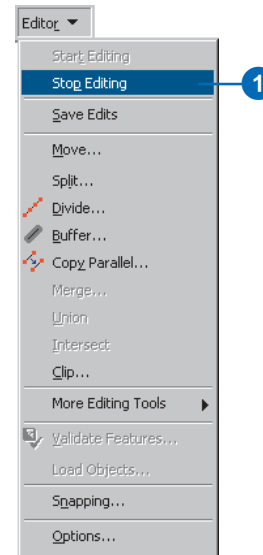 Editor
Start Editing
Stop Editing
1
Save Edits
Move...
Split...
Divide...
Buffer...
Copy Parallel...
Merge...
Union
Intersect
Clip...
More Editing Tools
Validate Features...
Load Objects...
Snapping...
Options...